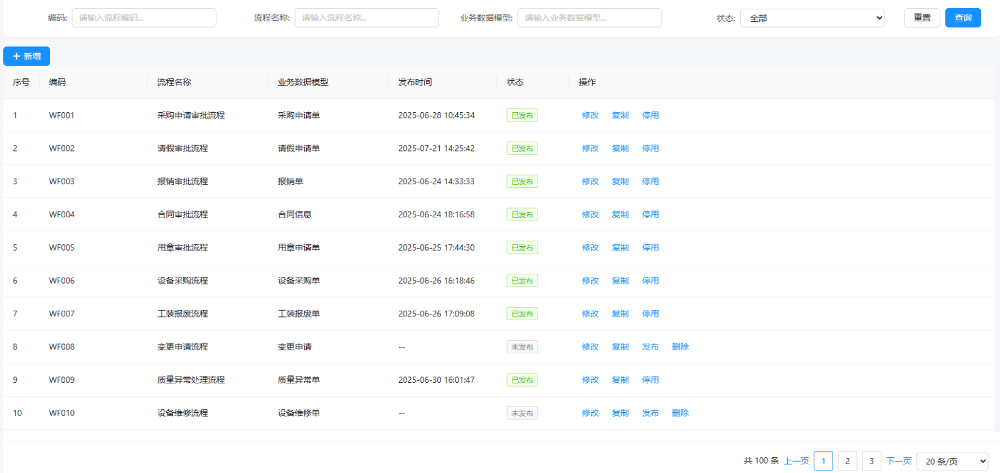 编码: 请输入流程编码... 流程名称: 请输入流程名称... 业务数据模型: 请输入业务数据模型... 状态: 全部 重置 查询
+ 新增
序号 编码 流程名称 业务数据模型 发布时间 状态 操作
1 WF001 采购申请审批流程 采购申请单 2025-06-28 10:45:34 已发布 修改 复制 停用
2 WF002 请假审批流程 请假申请单 2025-07-21 14:25:42 已发布 修改 复制 停用
3 WF003 报销审批流程 报销单 2025-06-24 14:33:33 已发布 修改 复制 停用
4 WF004 合同审批流程 合同信息 2025-06-24 18:16:58 已发布 修改 复制 停用
5 WF005 用章审批流程 用章申请单 2025-06-25 17:44:30 已发布 修改 复制 停用
6 WF006 设备采购流程 设备采购单 2025-06-26 16:18:46 已发布 修改 复制 停用
7 WF007 工装报废流程 工装报废单 2025-06-26 17:09:08 已发布 修改 复制 停用
8 WF008 变更申请流程 变更申请 -- 未发布 修改 复制 发布 删除
9 WF009 质量异常处理流程 质量异常单 2025-06-30 16:01:47 已发布 修改 复制 停用
10 WF010 设备维修流程 设备维修单 -- 未发布 修改 复制 发布 删除
共 100 条 上一页 1 2 3 下一页 20 条/页